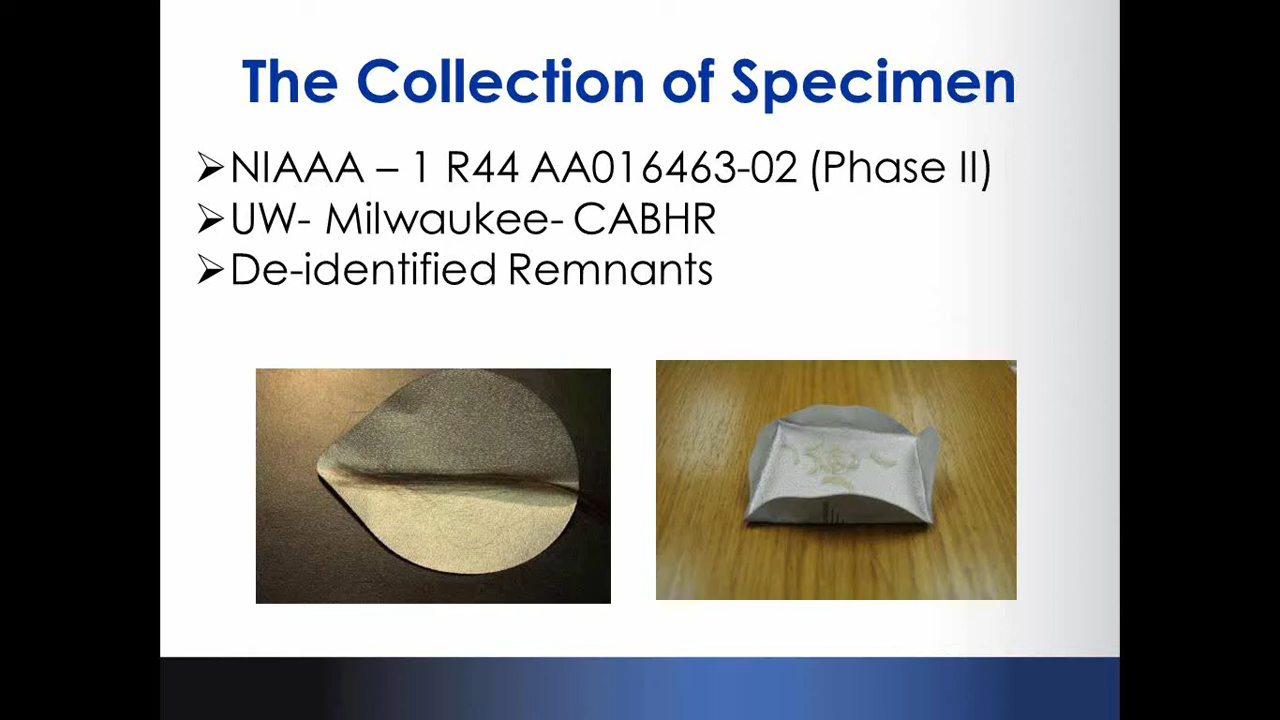 The Collection of Specimen
➢NIAAA – 1 R44 AA016463-02 (Phase II)
➢UW- Milwaukee- CABHR
➢De-identified Remnants